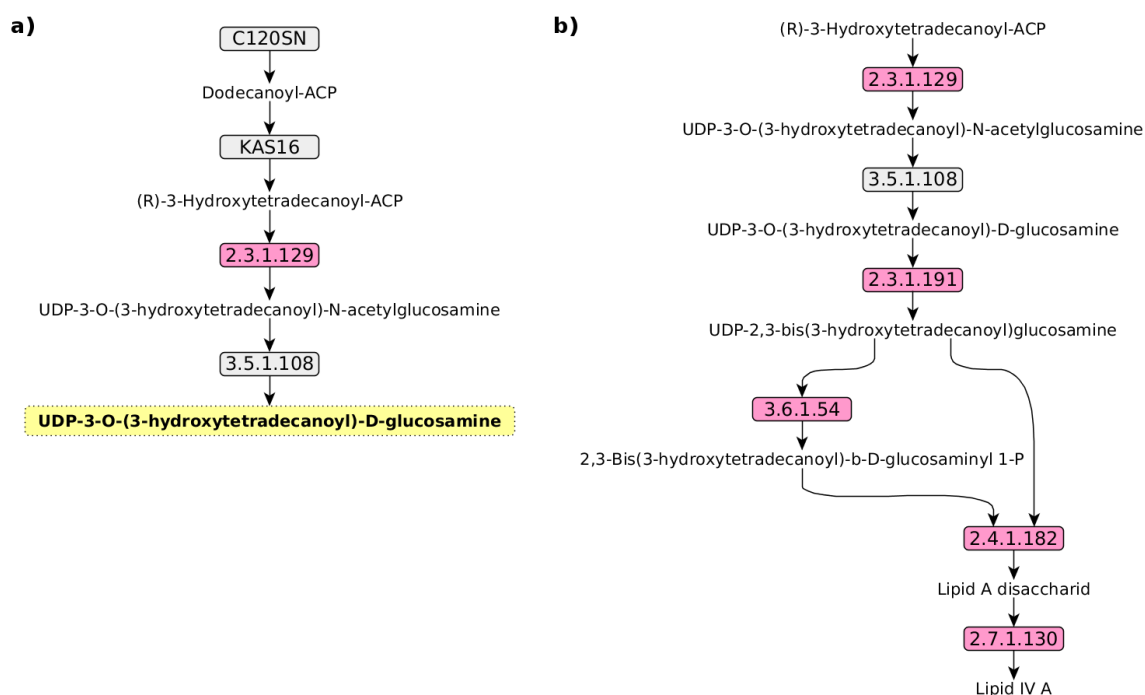 a)
C120SN
Dodecanoyl-ACP
KAS16
(R)-3-Hydroxytetradecanoyl-ACP
2.3.1.129
UDP-3-O-(3-hydroxytetradecanoyl)-N-acetylglucosamine
3.5.1.108
UDP-3-O-(3-hydroxytetradecanoyl)-D-glucosamine
b)
(R)-3-Hydroxytetradecanoyl-ACP
2.3.1.129
UDP-3-O-(3-hydroxytetradecanoyl)-N-acetylglucosamine
3.5.1.108
UDP-3-O-(3-hydroxytetradecanoyl)-D-glucosamine
2.3.1.191
UDP-2,3-bis(3-hydroxytetradecanoyl)glucosamine
3.6.1.54
2,3-Bis(3-hydroxytetradecanoyl)-b-D-glucosaminyl 1-P
2.4.1.182
Lipid A disaccharid
2.7.1.130
Lipid IV A